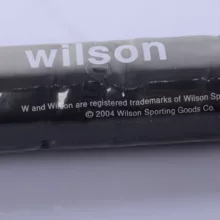 wilson
W and Wilson are registered trademarks of Wilson Sp
© 2004 Wilson Sporting Goods Co.